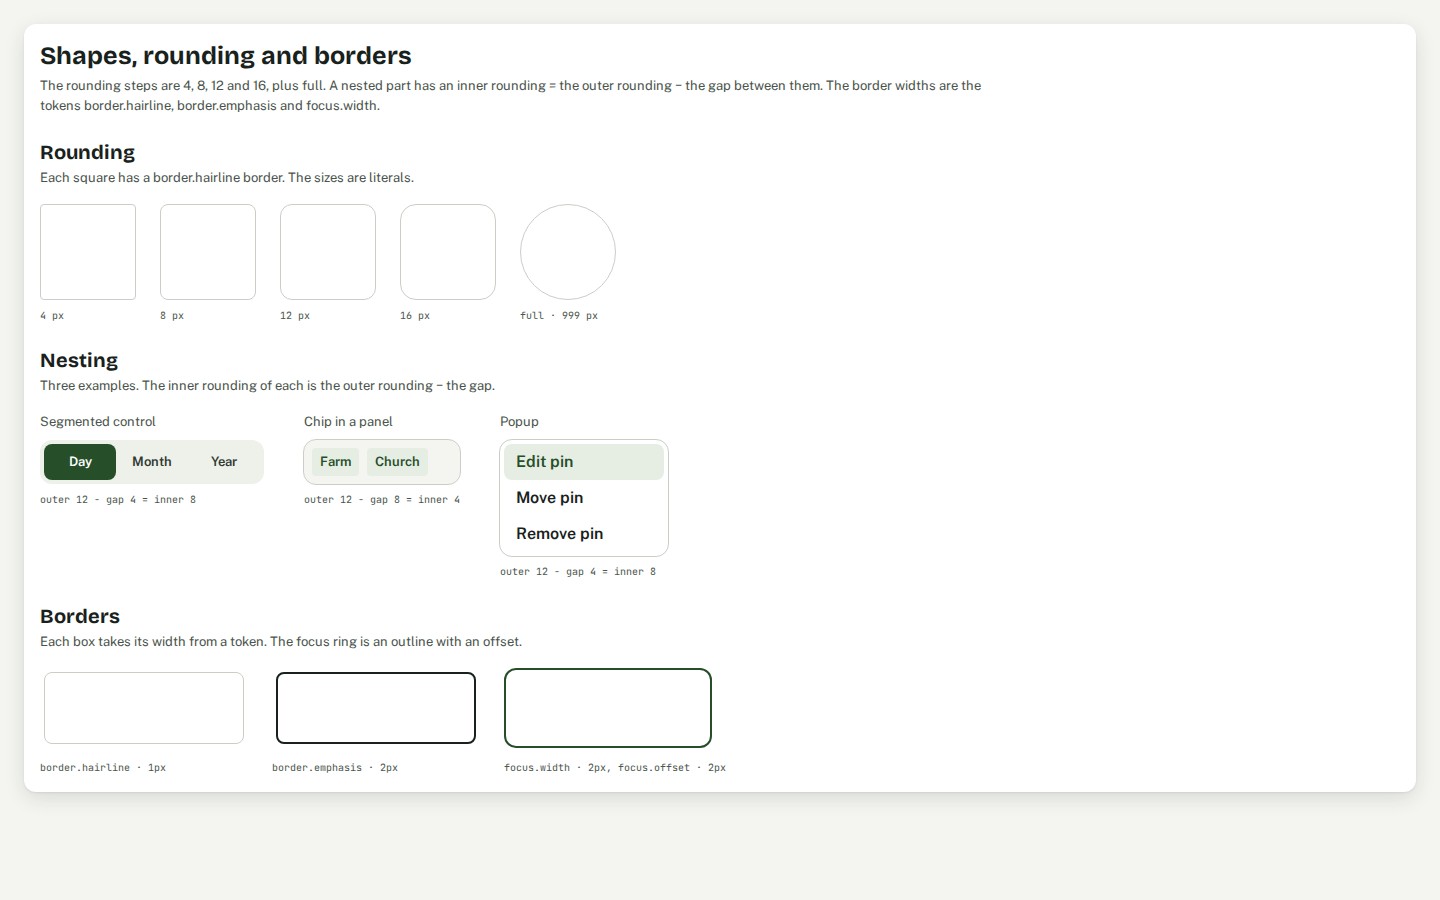 Shapes, rounding and borders
The rounding steps are 4, 8, 12 and 16, plus full. A nested part has an inner rounding = the outer rounding − the gap between them. The border widths are the
tokens border.hairline, border.emphasis and focus.width.
Rounding
Each square has a border.hairline border. The sizes are literals.
4 px
8 px
12 px
16 px
full · 999 px
Nesting
Three examples. The inner rounding of each is the outer rounding − the gap.
Segmented control
Day
Month
Year
outer 12 - gap 4 = inner 8
Chip in a panel
Farm
Church
outer 12 - gap 8 = inner 4
Popup
Edit pin
Move pin
Remove pin
outer 12 - gap 4 = inner 8
Borders
Each box takes its width from a token. The focus ring is an outline with an offset.
border.hairline · 1px
border.emphasis · 2px
focus.width · 2px, focus.offset · 2px